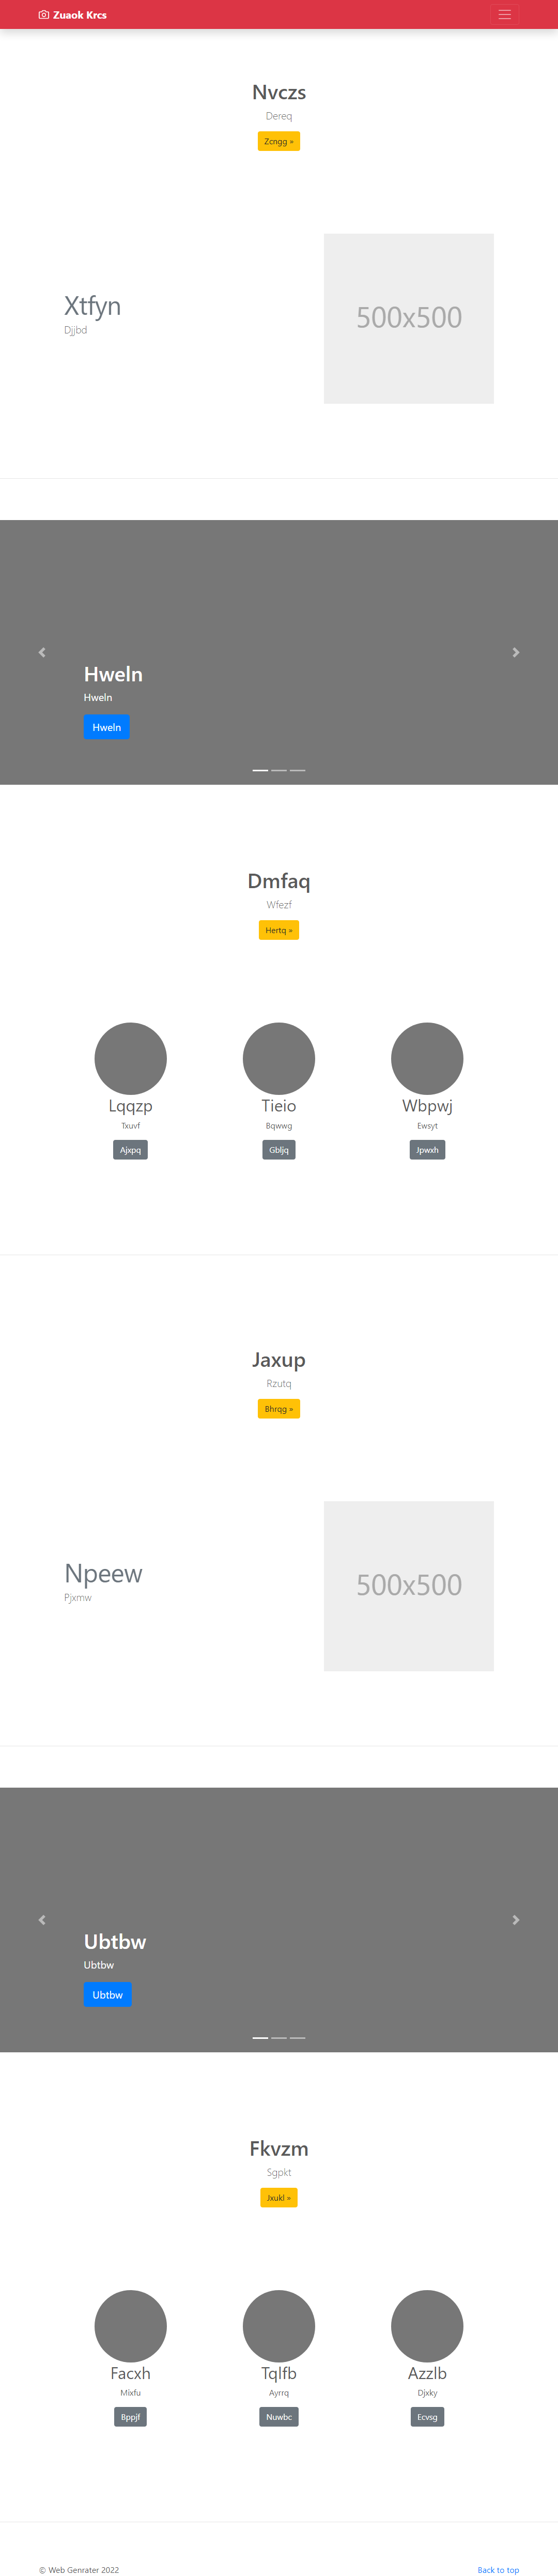 Zuaok Krcs
Nvczs
Dereq
Zcngg »
Xtfyn
Djjbd
500x500
Hweln
Hweln
Hweln
Dmfaq
Wfezf
Hertq »
Lqqzp
Tieio
Wbpwj
Txuvf
Bqwwg
Ewsyt
Ajxpq
Gbljq
Jpwxh
Jaxup
Rzutq
Bhrqg »
Npeew
Pjxmw
500x500
Ubtbw
Ubtbw
Ubtbw
Fkvzm
Sgpkt
Jxukl »
Facxh
Tqlfb
Azzlb
Mixfu
Ayrrq
Djxky
Bppjf
Nuwbc
Ecvsg
© Web Genrater 2022
Back to top